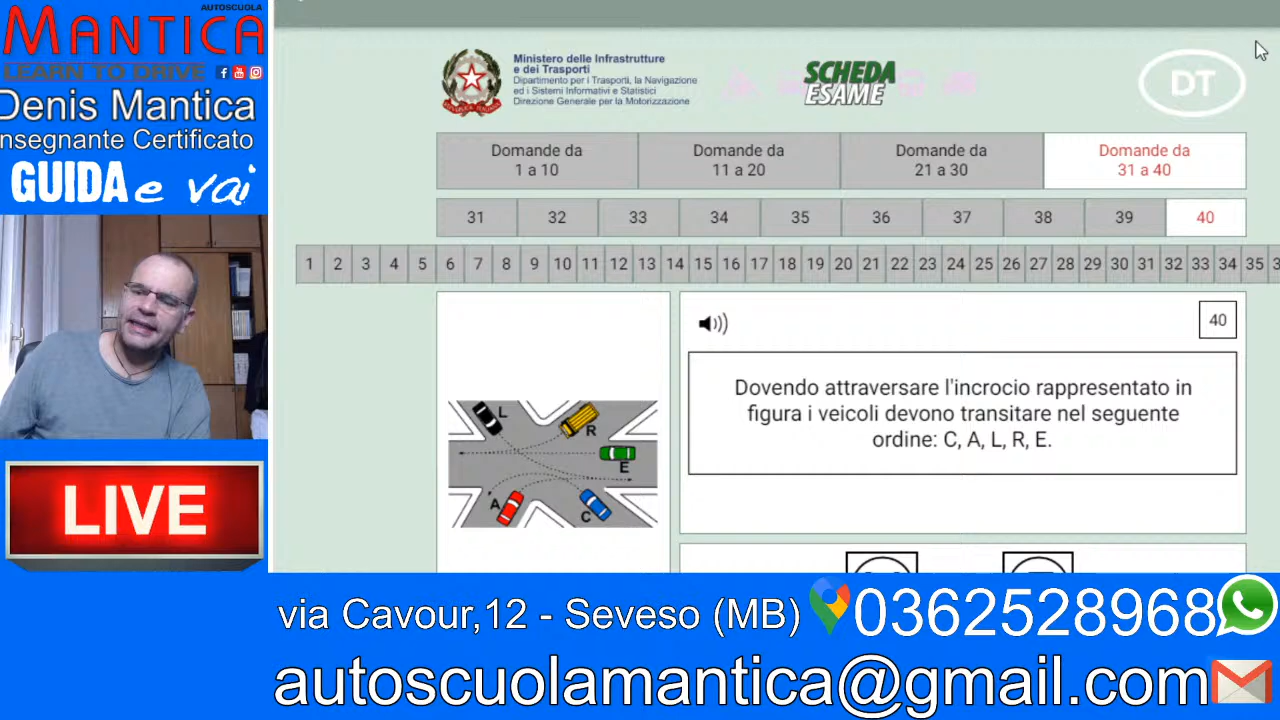 AUTOSCUOLA
MANTICA
LEARN TO DRIVE
Denis Mantica
nsegnante Certificato
GUIDA e vai
LIVE
Ministero delle Infrastrutture
e dei Trasporti
Dipartimento per i Trasporti, la Navigazione
ed i Sistemi Informativi e Statistici
Direzione Generale per la Motorizzazione
SCHEDA
ESAME
DT
Domande da
1 a 10
Domande da
11 a 20
Domande da
21 a 30
Domande da
31 a 40
31 32 33 34 35 36 37 38 39 40
1 2 3 4 5 6 7 8 9 10 11 12 13 14 15 16 17 18 19 20 21 22 23 24 25 26 27 28 29 30 31 32 33 34 35 3
L
R
E
A
C
40
Dovendo attraversare l'incrocio rappresentato in
figura i veicoli devono transitare nel seguente
ordine: C, A, L, R, E.
via Cavour,12 - Seveso (MB) 0362528968
autoscuolamantica@gmail.com